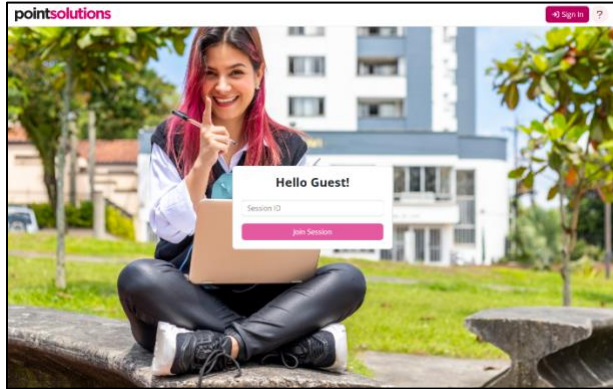 pointsolutions
Sign In ?
Hello Guest!
Session ID
Join Session